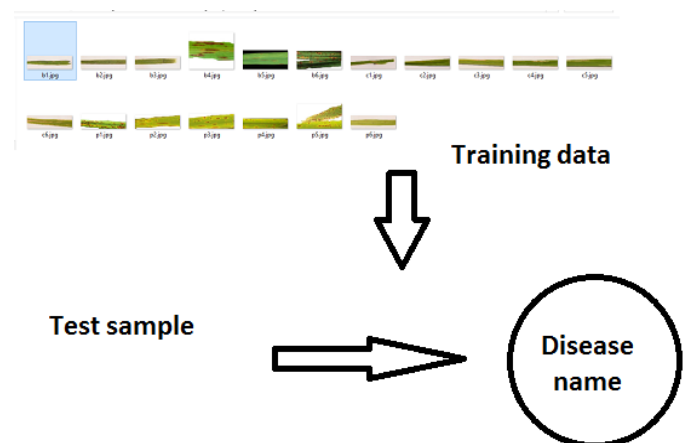 b1.jpg b2.jpg b3.jpg b4.jpg b5.jpg b6.jpg c1.jpg c2.jpg c3.jpg c4.jpg c5.jpg
c6.jpg p1.jpg p2.jpg p3.jpg p4.jpg p5.jpg p6.jpg
Training data
Test sample
Disease
name